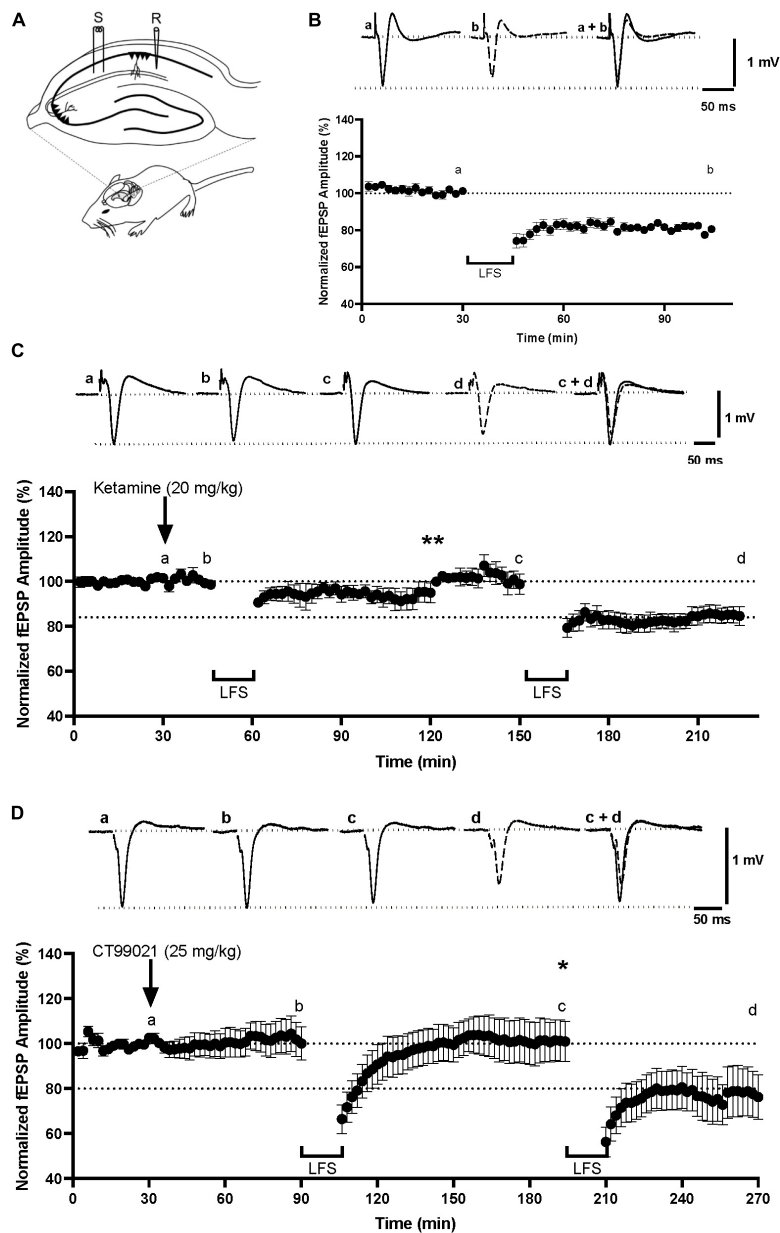 A
S R
B
a b a + b
1 mV
50 ms
Normalized fEPSP Amplitude (%)
140
120
100
80
60
40
a b
LFS
0 30 60 90
Time (min)
C
a b c d c + d
1 mV
50 ms
Normalized fEPSP Amplitude (%)
140
120
100
80
60
40
Ketamine (20 mg/kg)
a b ** c d
LFS LFS
0 30 60 90 120 150 180 210
Time (min)
D
a b c d c + d
1 mV
50 ms
Normalized fEPSP Amplitude (%)
140
120
100
80
60
40
CT99021 (25 mg/kg)
*
a b c d
LFS LFS
0 30 60 90 120 150 180 210 240 270
Time (min)